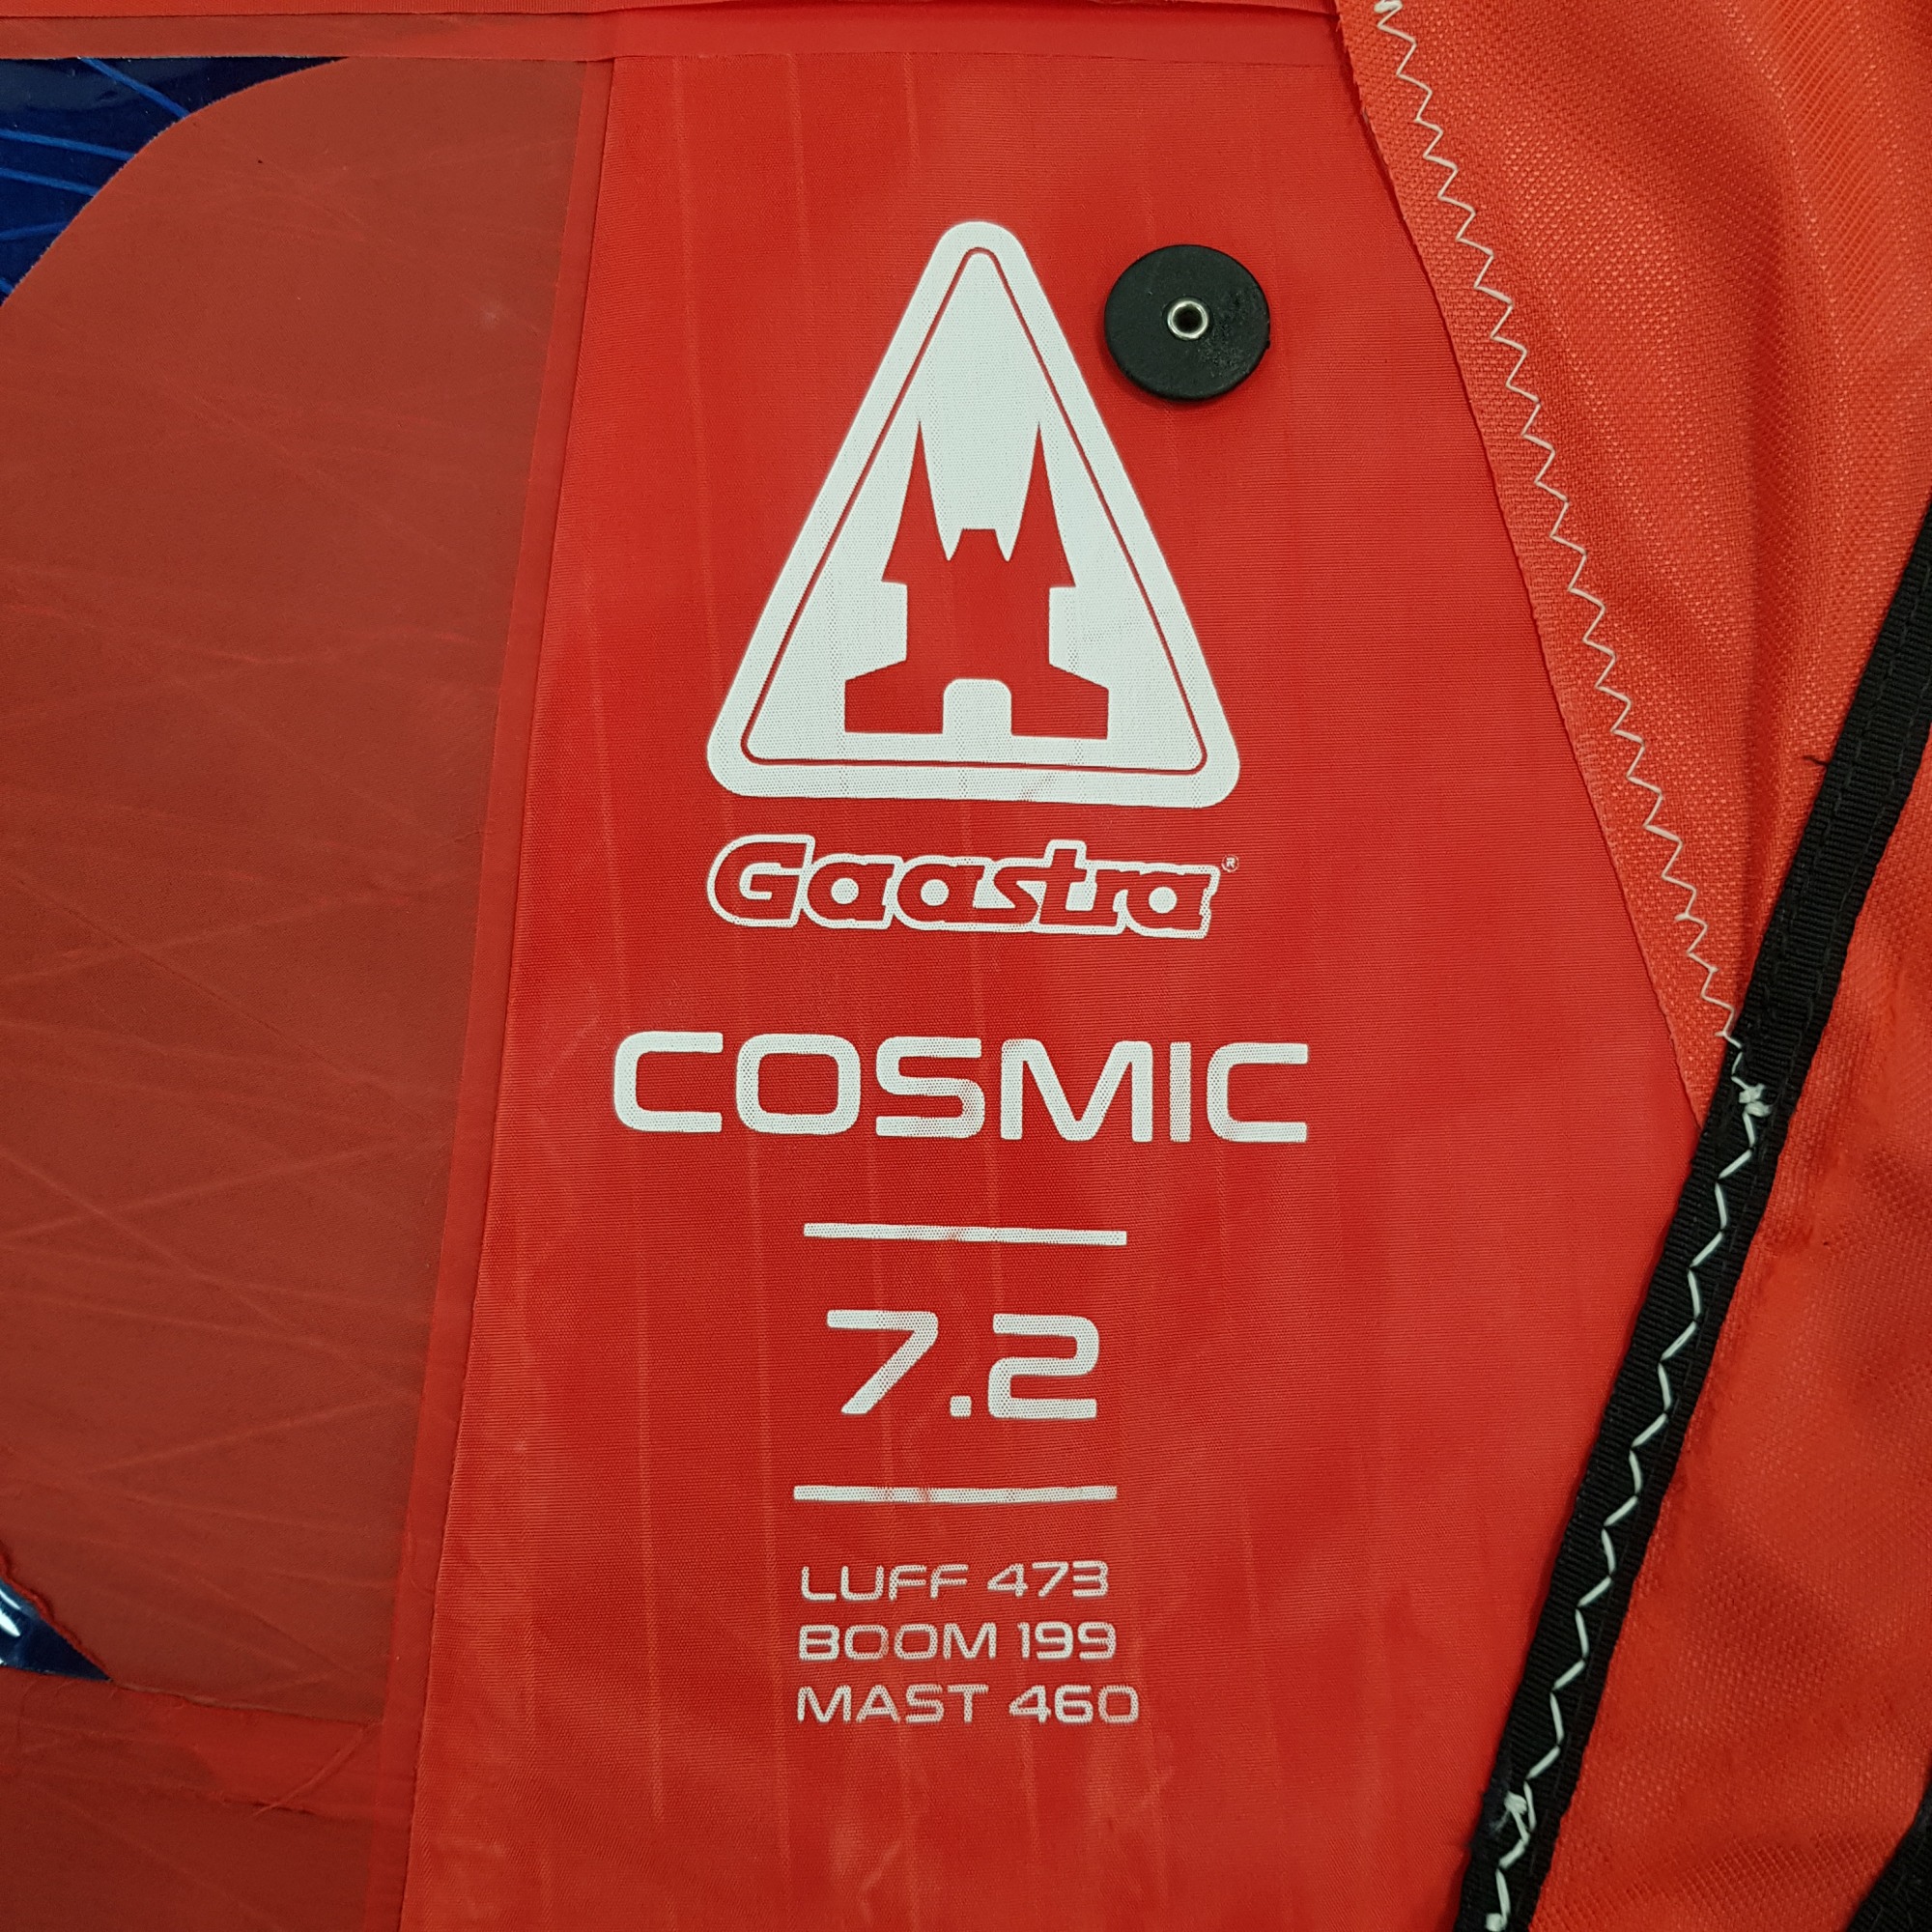 Gaastra®
COSMIC
7.2
LUFF 473
BOOM 199
MAST 460